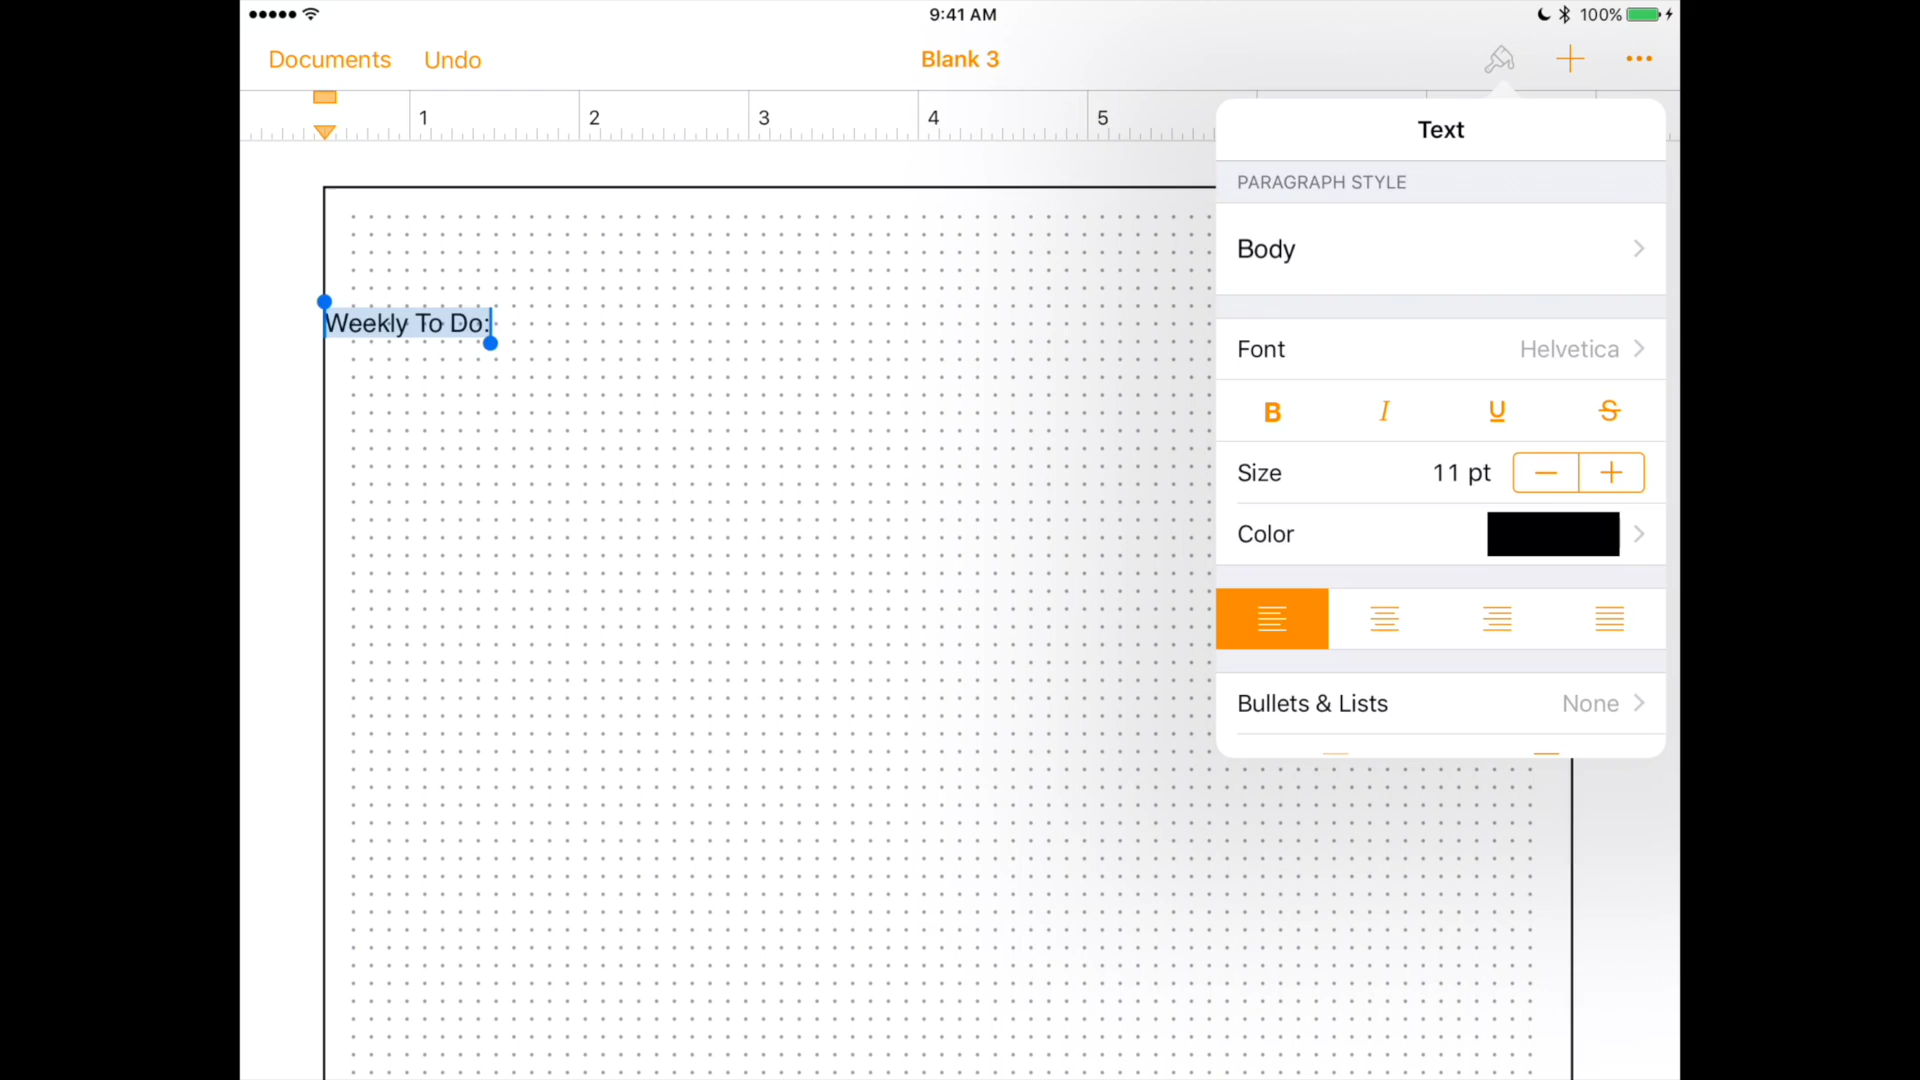 9:41 AM
100%
Documents Undo Blank 3
1 2 3 4 5
Text
PARAGRAPH STYLE
Body
Weekly To Do:
Font Helvetica
B I U S
Size 11 pt
Color
Bullets & Lists None